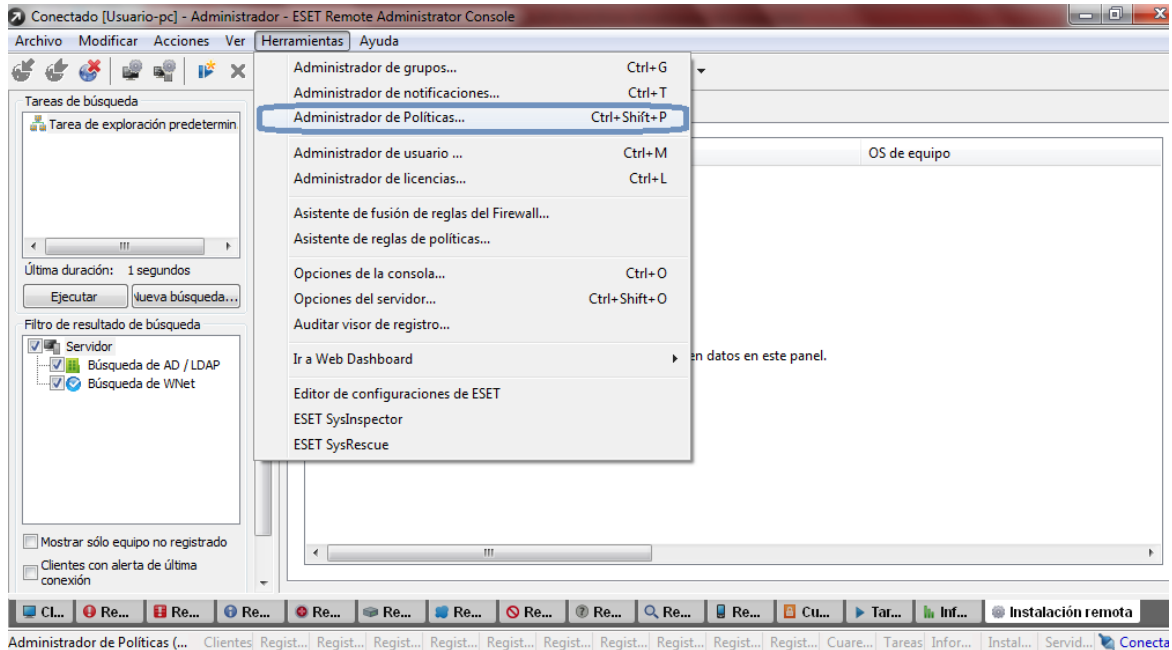 Conectado [Usuario-pc] - Administrador - ESET Remote Administrator Console
Archivo Modificar Acciones Ver Herramientas Ayuda
Administrador de grupos... Ctrl+G
Administrador de notificaciones... Ctrl+T
Administrador de Políticas... Ctrl+Shift+P
Administrador de usuario ... Ctrl+M
Administrador de licencias... Ctrl+L
Asistente de fusión de reglas del Firewall...
Asistente de reglas de políticas...
Opciones de la consola... Ctrl+O
Opciones del servidor... Ctrl+Shift+O
Auditar visor de registro...
Ir a Web Dashboard
Editor de configuraciones de ESET
ESET SysInspector
ESET SysRescue
Tareas de búsqueda
Tarea de exploración predetermin
Última duración: 1 segundos
Ejecutar Nueva búsqueda...
Filtro de resultado de búsqueda
Servidor
Búsqueda de AD / LDAP
Búsqueda de WNet
Mostrar sólo equipo no registrado
Clientes con alerta de última
conexión
OS de equipo
en datos en este panel.
Cl... Re... Re... Re... Re... Re... Re... Re... Re... Re... Re... Cu... Tar... Inf... Instalación remota
Administrador de Políticas (... Clientes Regist... Regist... Regist... Regist... Regist... Regist... Regist... Regist... Regist... Regist... Cuare... Tareas Infor... Instal... Servid... Conecta